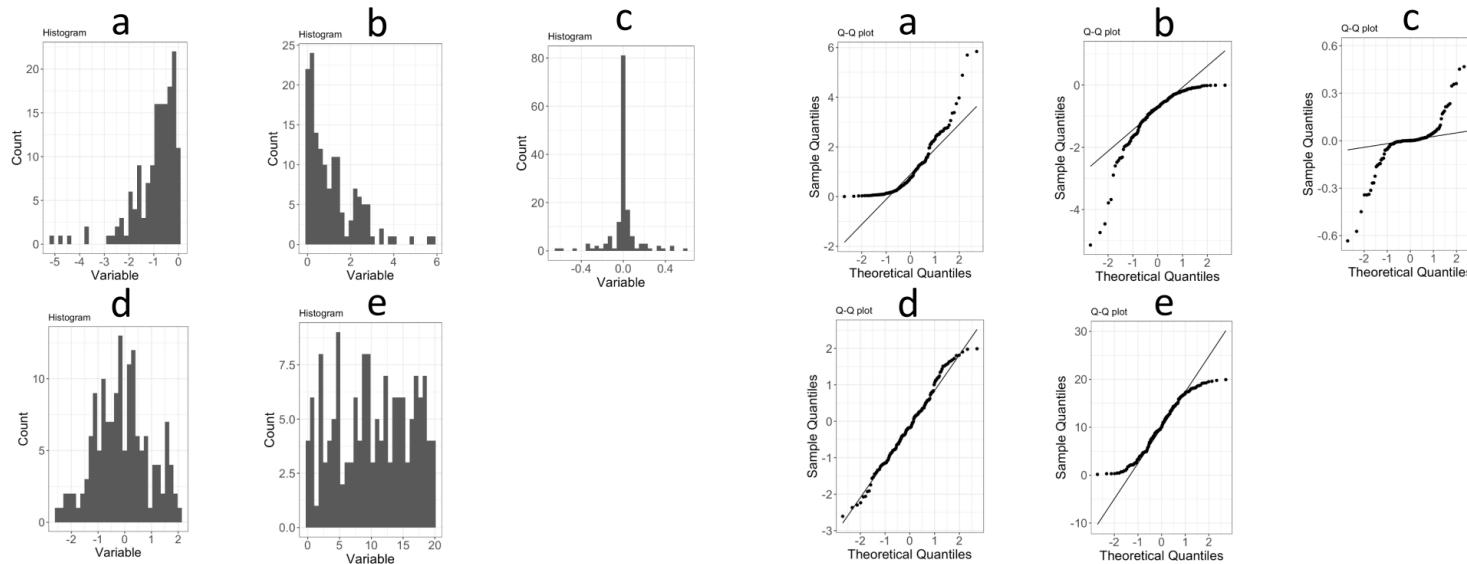 a
Histogram
20
15
10
5
0
-5 -4 -3 -2 -1 0
Count
Variable
b
Histogram
25
20
15
10
5
0
0 2 4 6
Count
Variable
c
Histogram
80
60
40
20
0
-0.4 0.0 0.4
Count
Variable
a
Q-Q plot
6
4
2
0
-2
-2 -1 0 1 2
Sample Quantiles
Theoretical Quantiles
b
Q-Q plot
0
-2
-4
-2 -1 0 1 2
Sample Quantiles
Theoretical Quantiles
c
Q-Q plot
0.6
0.3
0.0
-0.3
-0.6
-2 -1 0 1 2
Sample Quantiles
Theoretical Quantiles
d
Histogram
10
5
0
-2 -1 0 1 2
Count
Variable
e
Histogram
7.5
5.0
2.5
0.0
0 5 10 15 20
Count
Variable
d
Q-Q plot
2
1
0
-1
-2
-3
-2 -1 0 1 2
Sample Quantiles
Theoretical Quantiles
e
Q-Q plot
30
20
10
0
-10
-2 -1 0 1 2
Sample Quantiles
Theoretical Quantiles